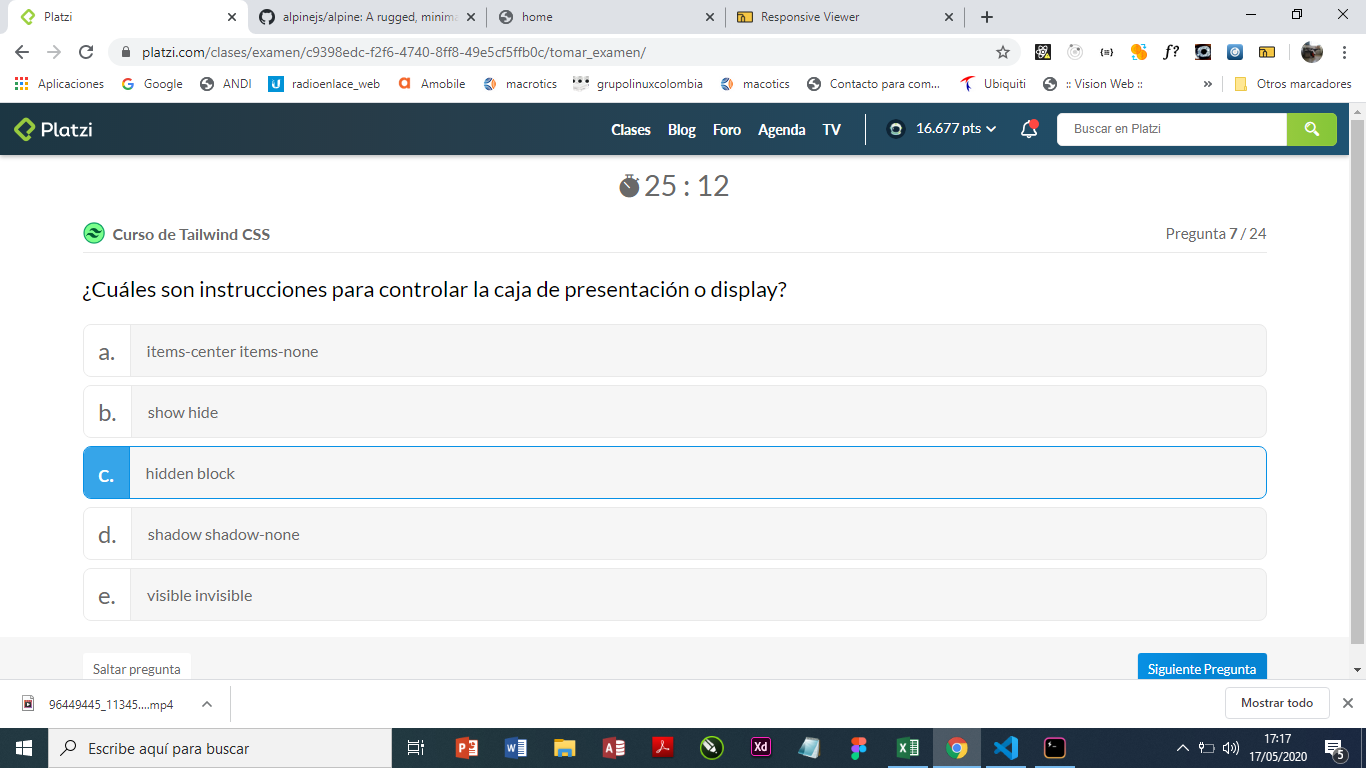 Platzi
alpinejs/alpine: A rugged, minima
home
Responsive Viewer
platzi.com/clases/examen/c9398edc-f2f6-4740-8ff8-49e5cf5ffb0c/tomar_examen/
Aplicaciones
Google
ANDI
radioenlace_web
Amobile
macrotics
grupolinuxcolombia
macotics
Contacto para com...
Ubiquiti
:: Vision Web ::
»
Otros marcadores
Platzi
Clases
Blog
Foro
Agenda
TV
16.677 pts
Buscar en Platzi
25 : 12
Curso de Tailwind CSS
Pregunta 7 / 24
¿Cuáles son instrucciones para controlar la caja de presentación o display?
a. items-center items-none
b. show hide
c. hidden block
d. shadow shadow-none
e. visible invisible
Saltar pregunta
Siguiente Pregunta
96449445_11345....mp4
Mostrar todo
Escribe aquí para buscar
17:17
17/05/2020
5